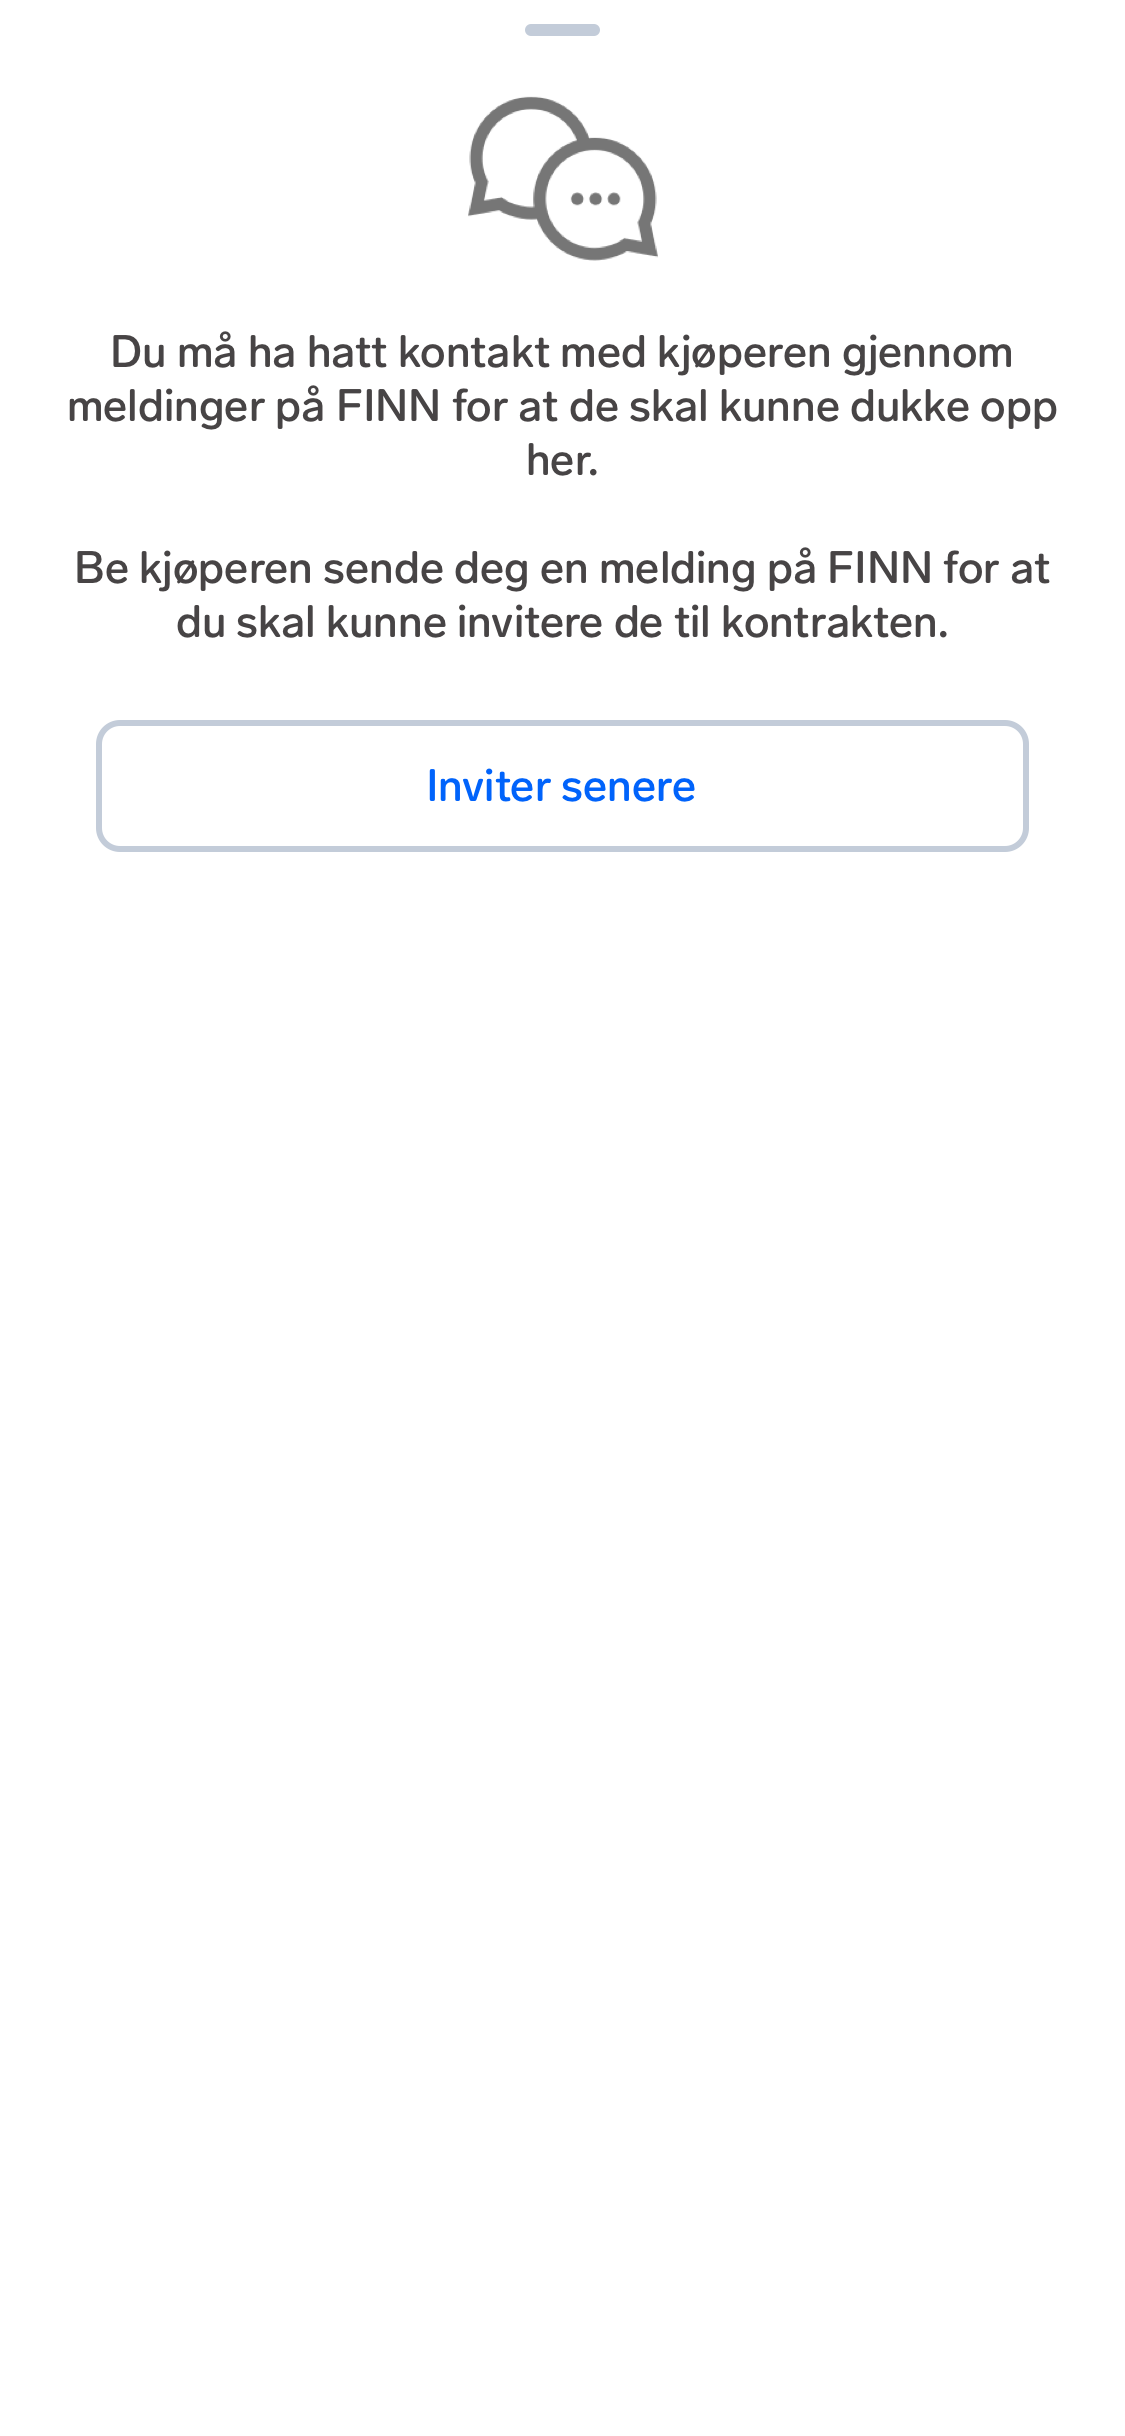 Du må ha hatt kontakt med kjøperen gjennom
meldinger på FINN for at de skal kunne dukke opp
her.
Be kjøperen sende deg en melding på FINN for at
du skal kunne invitere de til kontrakten.
Inviter senere